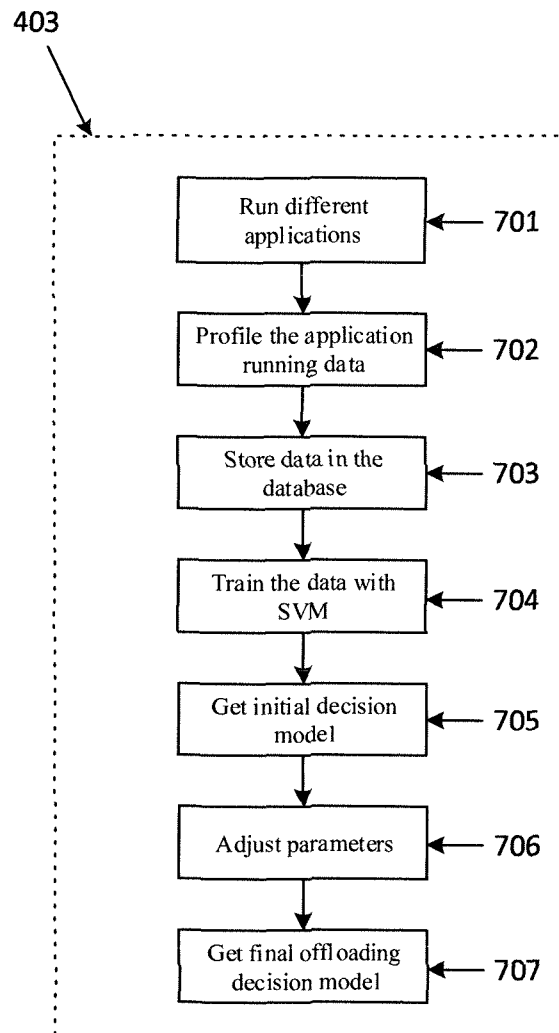 403
Run different
applications
701
Profile the application
running data
702
Store data in the
database
703
Train the data with
SVM
704
Get initial decision
model
705
Adjust parameters
706
Get final offloading
decision model
707